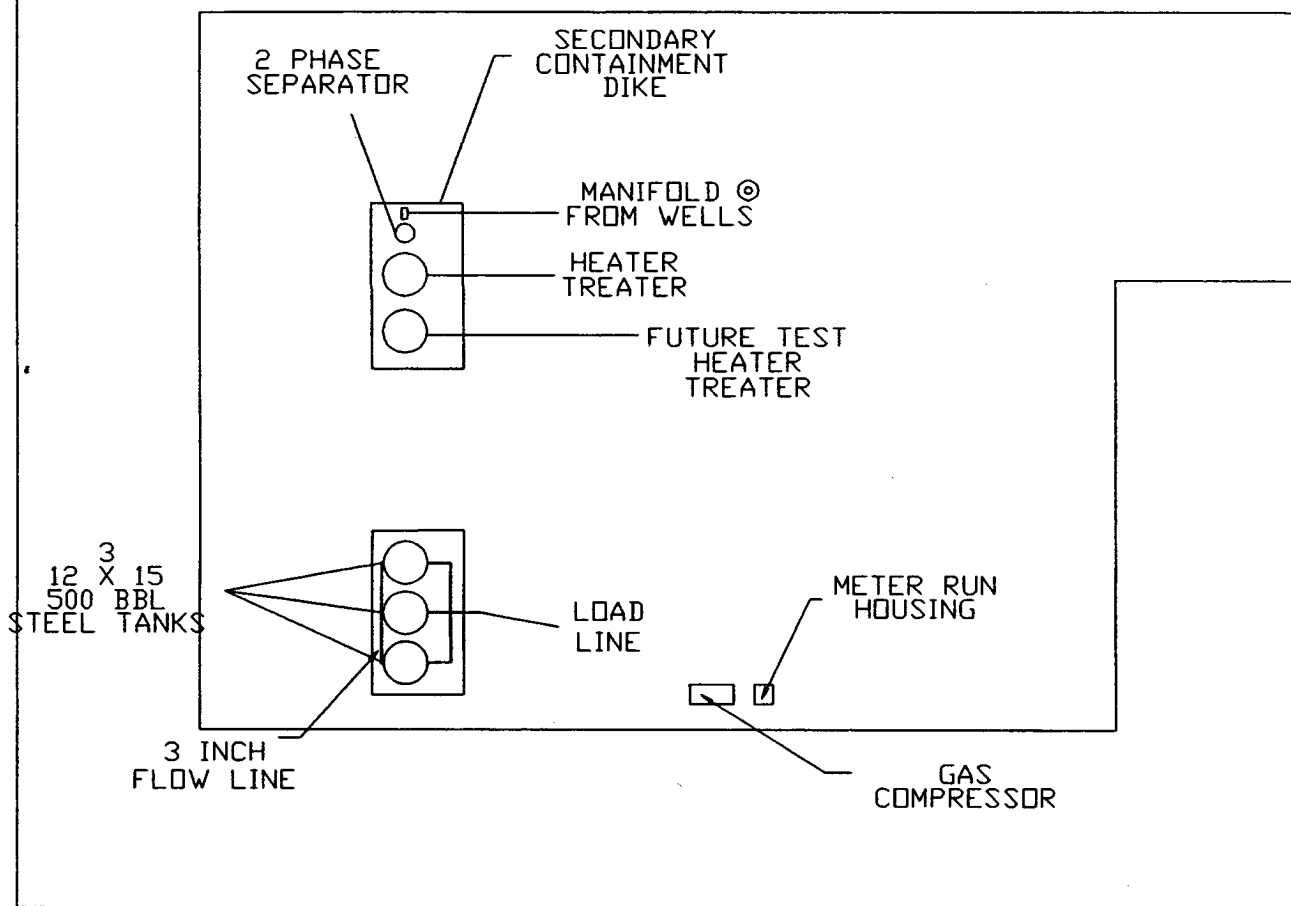 2 PHASE
SEPARATOR
SECONDARY
CONTAINMENT
DIKE
MANIFOLD @
FROM WELLS
HEATER
TREATER
FUTURE TEST
HEATER
TREATER
3
12 X 15
500 BBL
STEEL TANKS
LOAD
LINE
METER RUN
HOUSING
3 INCH
FLOW LINE
GAS
COMPRESSOR